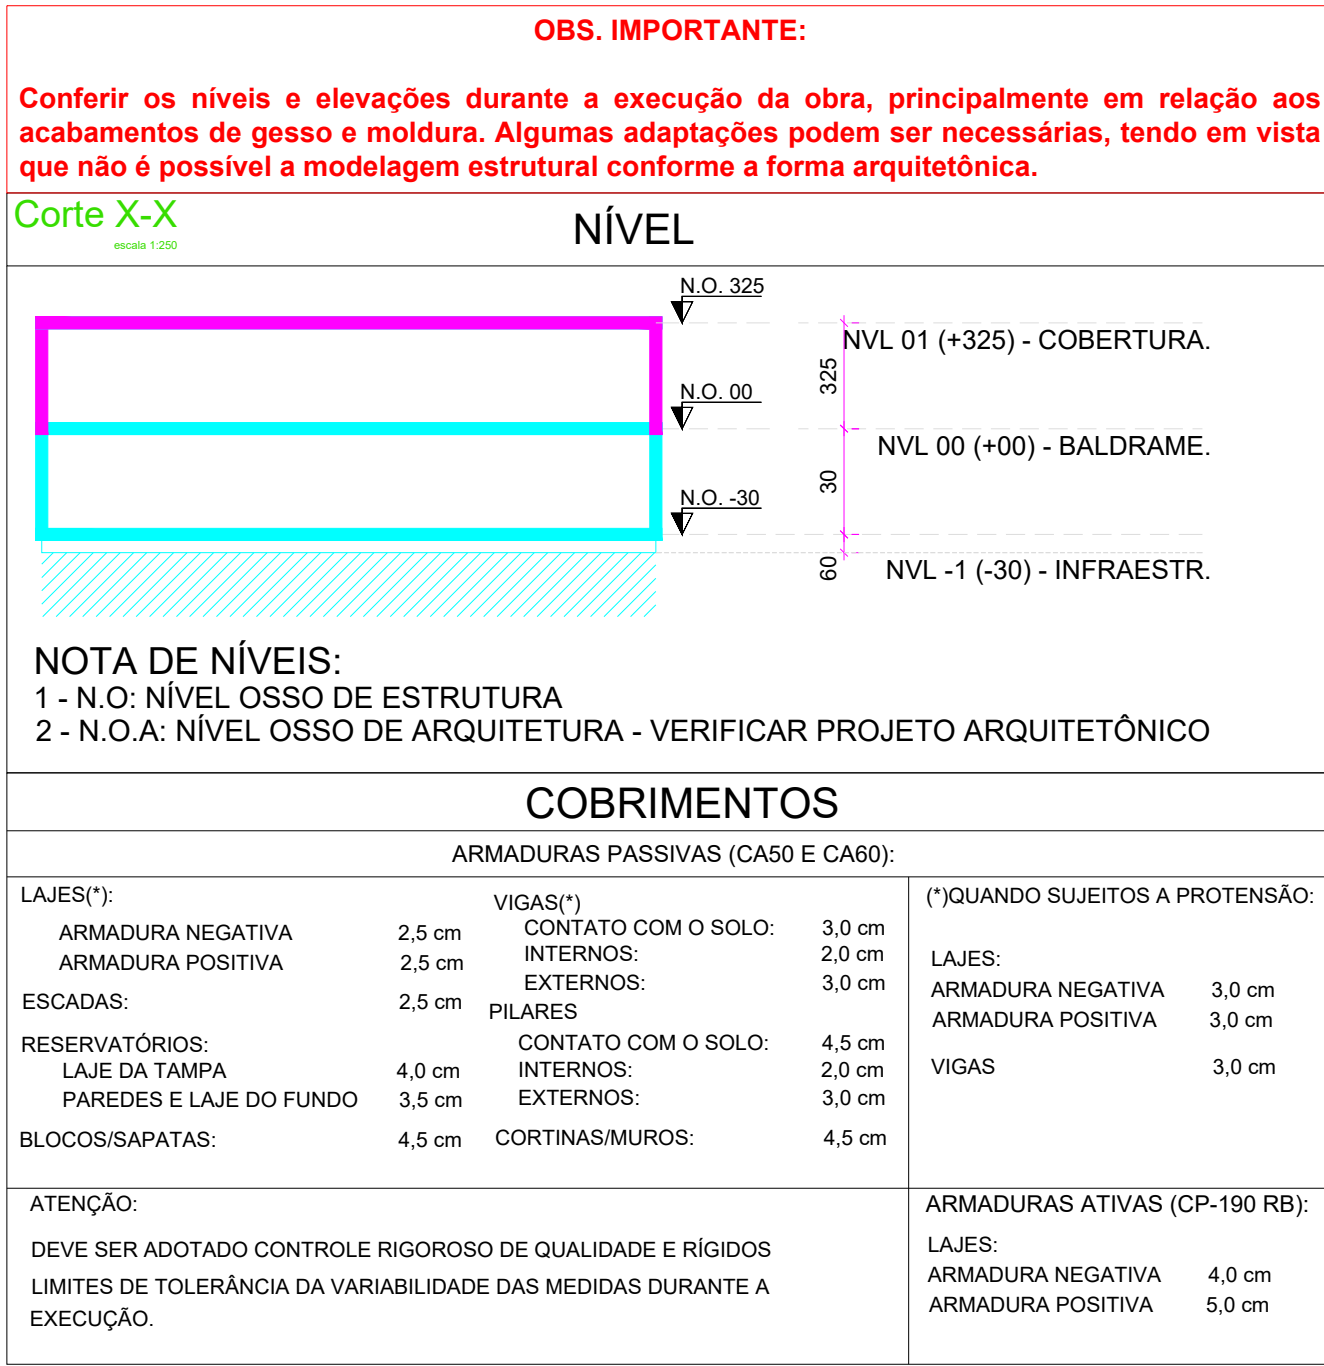 OBS. IMPORTANTE:
Conferir os níveis e elevações durante a execução da obra, principalmente em relação aos
acabamentos de gesso e moldura. Algumas adaptações podem ser necessárias, tendo em vista
que não é possível a modelagem estrutural conforme a forma arquitetônica.
Corte X-X
escala 1:250
NÍVEL
N.O. 325
NVL 01 (+325) - COBERTURA.
325
N.O. 00
NVL 00 (+00) - BALDRAME.
30
N.O. -30
60
NVL -1 (-30) - INFRAESTR.
NOTA DE NÍVEIS:
1 - N.O: NÍVEL OSSO DE ESTRUTURA
2 - N.O.A: NÍVEL OSSO DE ARQUITETURA - VERIFICAR PROJETO ARQUITETÔNICO
COBRIMENTOS
ARMADURAS PASSIVAS (CA50 E CA60):
LAJES(*):
ARMADURA NEGATIVA 2,5 cm
ARMADURA POSITIVA 2,5 cm
ESCADAS: 2,5 cm
RESERVATÓRIOS:
LAJE DA TAMPA 4,0 cm
PAREDES E LAJE DO FUNDO 3,5 cm
BLOCOS/SAPATAS: 4,5 cm
VIGAS(*)
CONTATO COM O SOLO: 3,0 cm
INTERNOS: 2,0 cm
EXTERNOS: 3,0 cm
PILARES
CONTATO COM O SOLO: 4,5 cm
INTERNOS: 2,0 cm
EXTERNOS: 3,0 cm
CORTINAS/MUROS: 4,5 cm
(*)QUANDO SUJEITOS A PROTENSÃO:
LAJES:
ARMADURA NEGATIVA 3,0 cm
ARMADURA POSITIVA 3,0 cm
VIGAS 3,0 cm
ATENÇÃO:
DEVE SER ADOTADO CONTROLE RIGOROSO DE QUALIDADE E RÍGIDOS
LIMITES DE TOLERÂNCIA DA VARIABILIDADE DAS MEDIDAS DURANTE A
EXECUÇÃO.
ARMADURAS ATIVAS (CP-190 RB):
LAJES:
ARMADURA NEGATIVA 4,0 cm
ARMADURA POSITIVA 5,0 cm